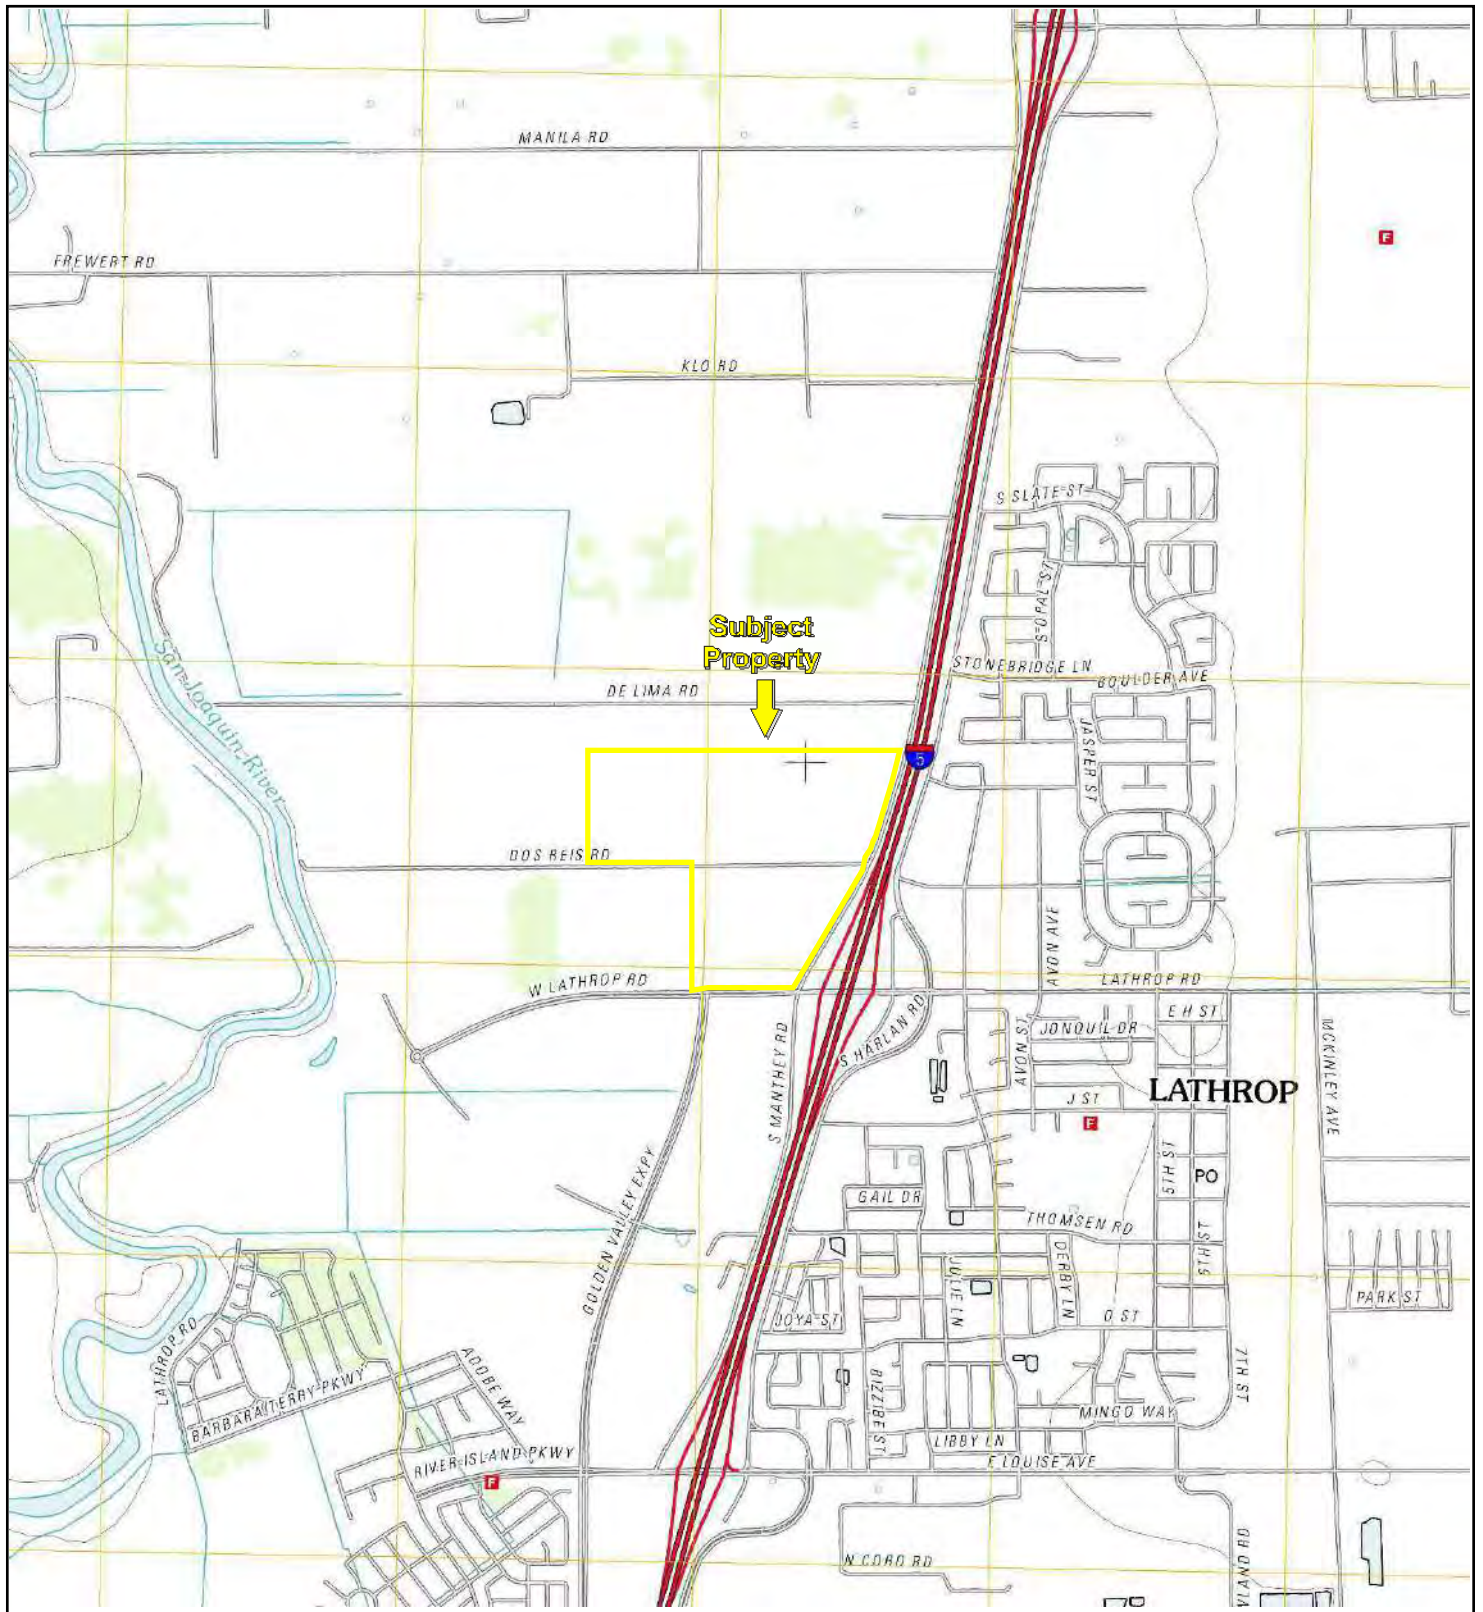 MANILA RD
FREWERT RD
F
KLO RD
S SLATE ST
S OPAL ST
Subject
Property
San Joaquin River
STONEBRIDGE LN
BOULDER AVE
DE LIMA RD
JASPER ST
5
DOS REIS RD
AVON AVE
W LATHROP RD
LATHROP RD
E H ST
JONQUIL DR
S HARLAN RD
AVON ST
S MANTHEY RD
MCKINLEY AVE
LATHROP
J ST
F
5TH ST
PO
GOLDEN VALLEY EXPY
GAIL DR
THOMSEN RD
6TH ST
DERBY LN
JULIE LN
PARK ST
JOYA ST
O ST
LATHROP RD
ADOBE WAY
7TH ST
BARBARA TERRY PKWY
BIZZIBE ST
MINGO WAY
LIBBY LN
RIVER ISLAND PKWY
E LOUISE AVE
F
N CORO RD